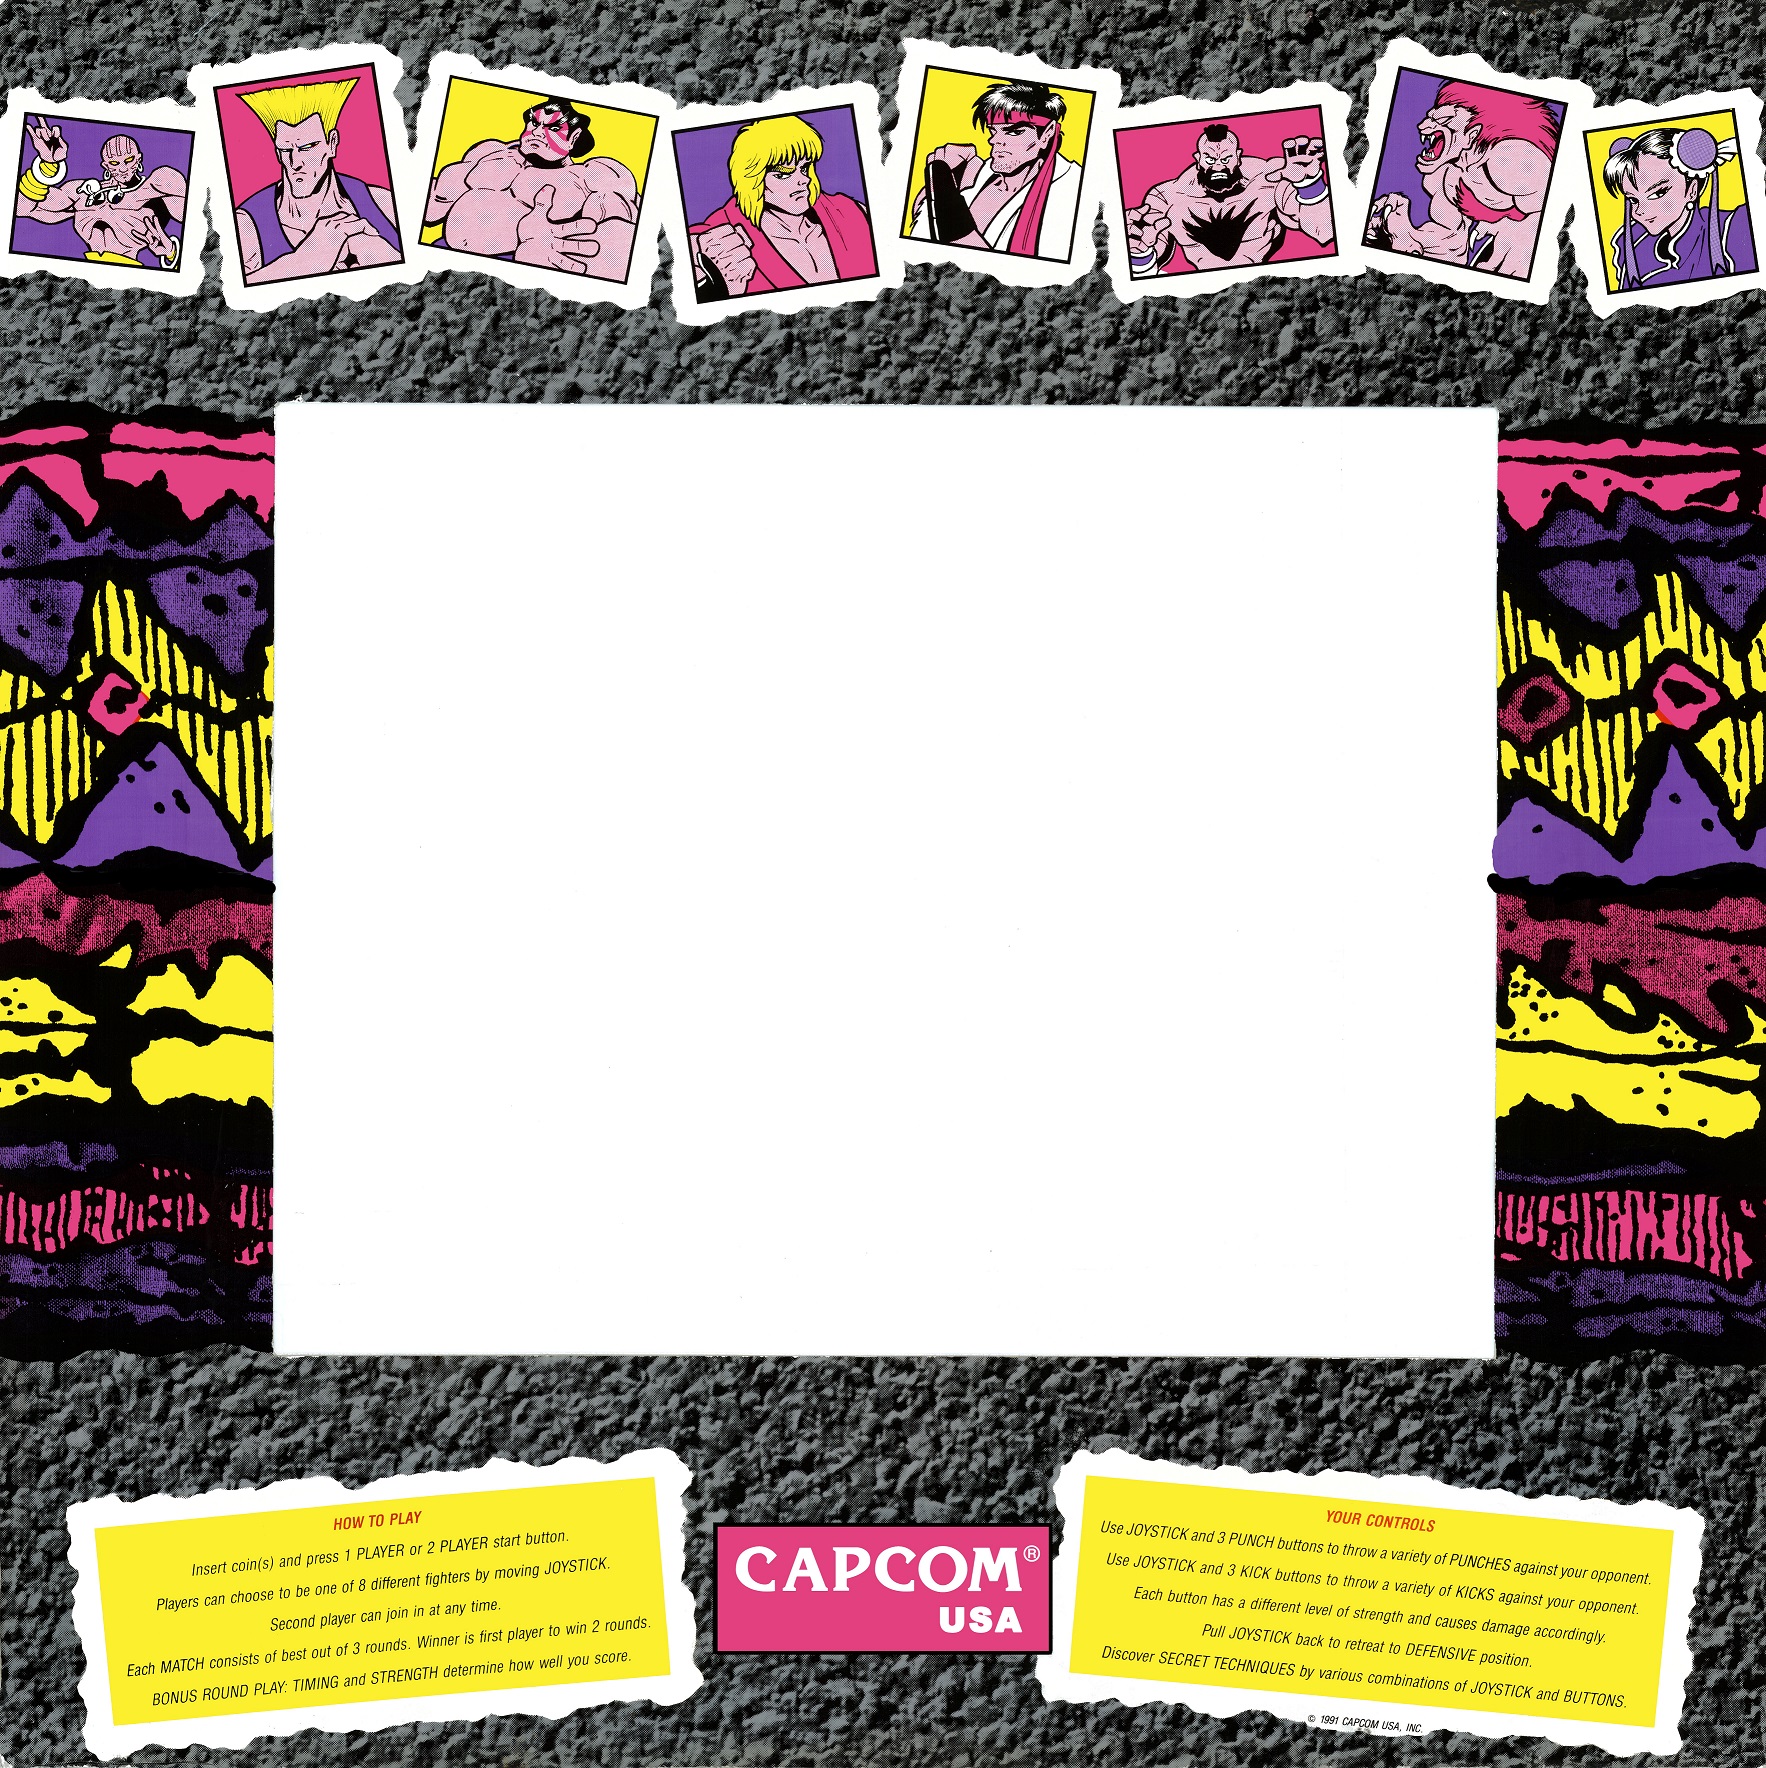 HOW TO PLAY
Insert coin(s) and press 1 PLAYER or 2 PLAYER start button.
Players can choose to be one of 8 different fighters by moving JOYSTICK.
Second player can join in at any time.
Each MATCH consists of best out of 3 rounds. Winner is first player to win 2 rounds.
BONUS ROUND PLAY: TIMING and STRENGTH determine how well you score.
CAPCOM®
USA
YOUR CONTROLS
Use JOYSTICK and 3 PUNCH buttons to throw a variety of PUNCHES against your opponent.
Use JOYSTICK and 3 KICK buttons to throw a variety of KICKS against your opponent.
Each button has a different level of strength and causes damage accordingly.
Pull JOYSTICK back to retreat to DEFENSIVE position.
Discover SECRET TECHNIQUES by various combinations of JOYSTICK and BUTTONS.
© 1991 CAPCOM USA, INC.